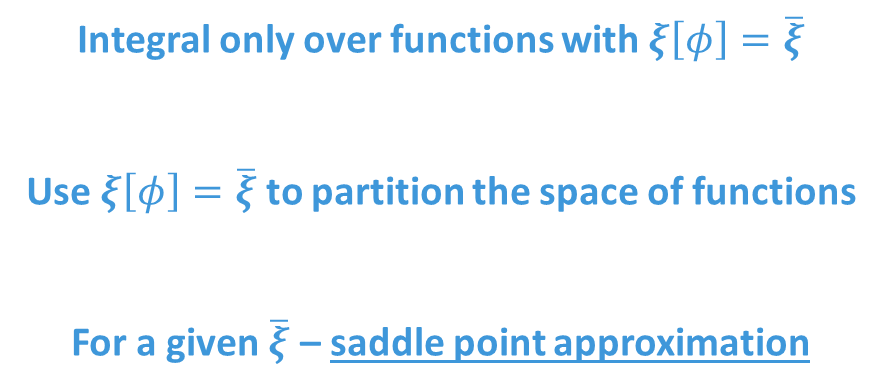 Integral only over functions with ξ[ϕ] = ξ̅
Use ξ[ϕ] = ξ̅ to partition the space of functions
For a given ξ̅ – saddle point approximation